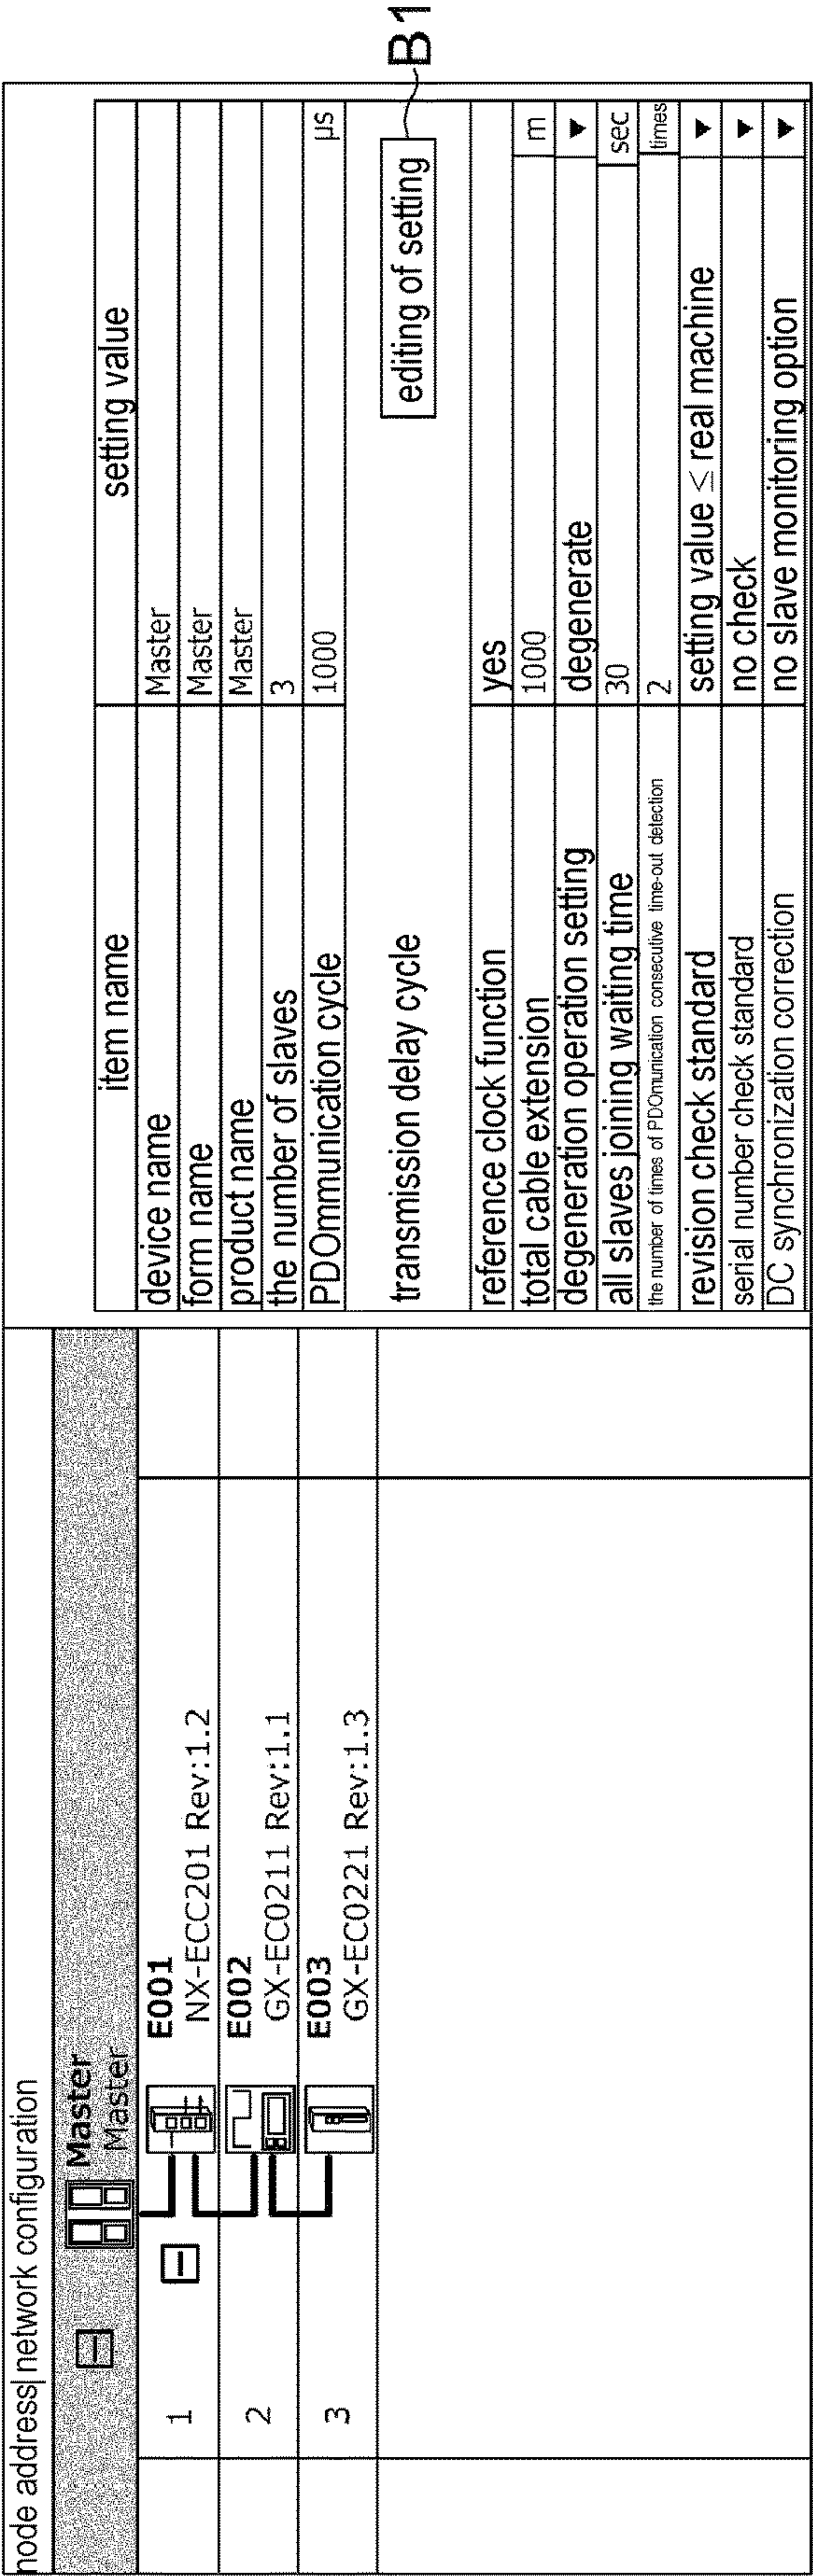 node address|network configuration
Master
Master
1
E001
NX-ECC201 Rev:1.2
2
E002
GX-EC0211 Rev:1.1
3
E003
GX-EC0221 Rev:1.3
item name setting value
device name Master
form name Master
product name Master
the number of slaves 3
PDOmmunication cycle 1000 µs
transmission delay cycle editing of setting B1
reference clock function yes
total cable extension 1000 m
degeneration operation setting degenerate ▼
all slaves joining waiting time 30 sec
the number of times of PDOmunication consecutive time-out detection 2 times
revision check standard setting value ≤ real machine ▼
serial number check standard no check ▼
DC synchronization correction no slave monitoring option ▼